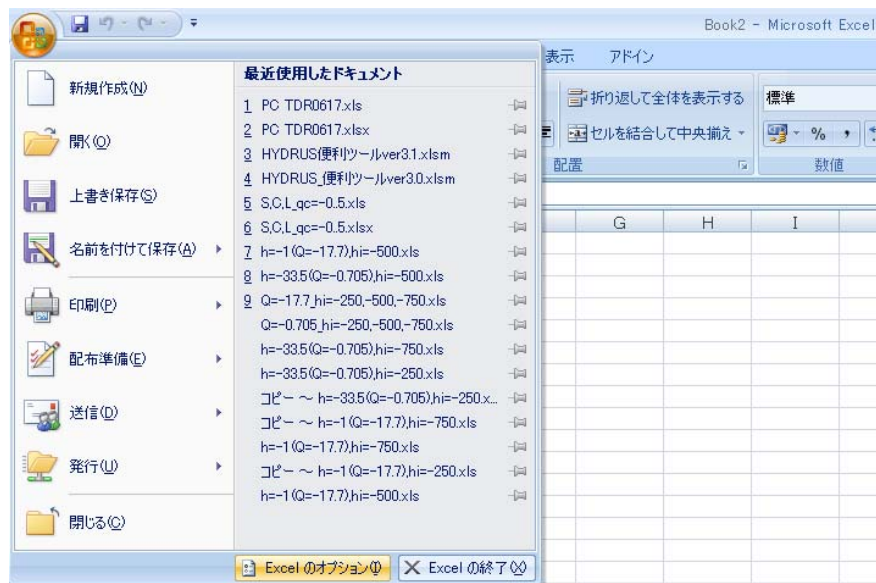 Book2 - Microsoft Excel
表示 アドイン
折り返して全体を表示する 標準
セルを結合して中央揃え % ,
配置 数値
G H I
新規作成(N)
開く(O)
上書き保存(S)
名前を付けて保存(A)
印刷(P)
配布準備(E)
送信(D)
発行(U)
閉じる(C)
最近使用したドキュメント
1 PC TDR0617.xls
2 PC TDR0617.xlsx
3 HYDRUS便利ツールver3.1.xlsm
4 HYDRUS_便利ツールver3.0.xlsm
5 S,C,L_qc=-0.5.xls
6 S,C,L_qc=-0.5.xlsx
7 h=-1(Q=-17.7),hi=-500.xls
8 h=-33.5(Q=-0.705),hi=-500.xls
9 Q=-17.7_hi=-250,-500,-750.xls
Q=-0.705_hi=-250,-500,-750.xls
h=-33.5(Q=-0.705),hi=-750.xls
h=-33.5(Q=-0.705),hi=-250.xls
コピー ～ h=-33.5(Q=-0.705),hi=-250.x...
コピー ～ h=-1(Q=-17.7),hi=-750.xls
h=-1(Q=-17.7),hi=-750.xls
コピー ～ h=-1(Q=-17.7),hi=-250.xls
h=-1(Q=-17.7),hi=-500.xls
Excel のオプション(I) Excel の終了(X)